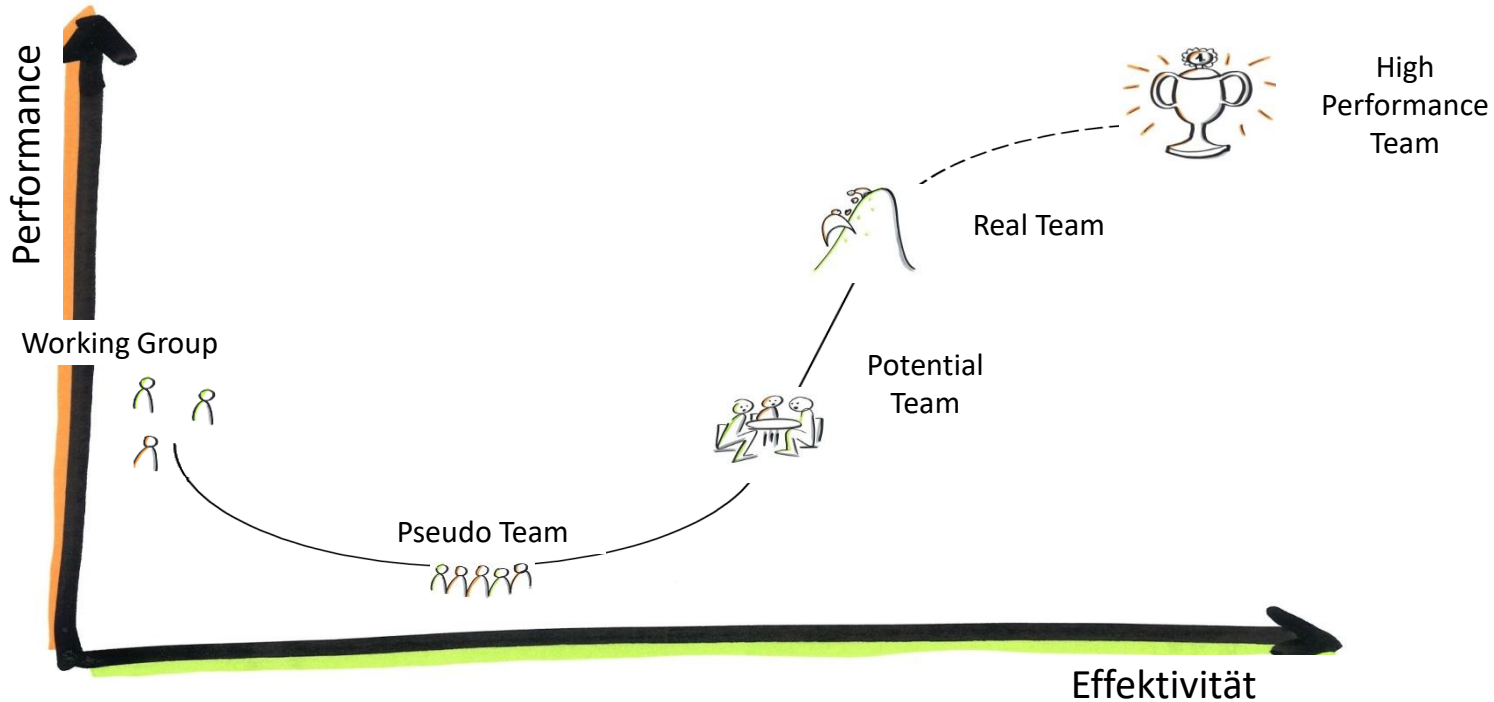 Performance
High
Performance
Team
Real Team
Working Group
Potential
Team
Pseudo Team
Effektivität